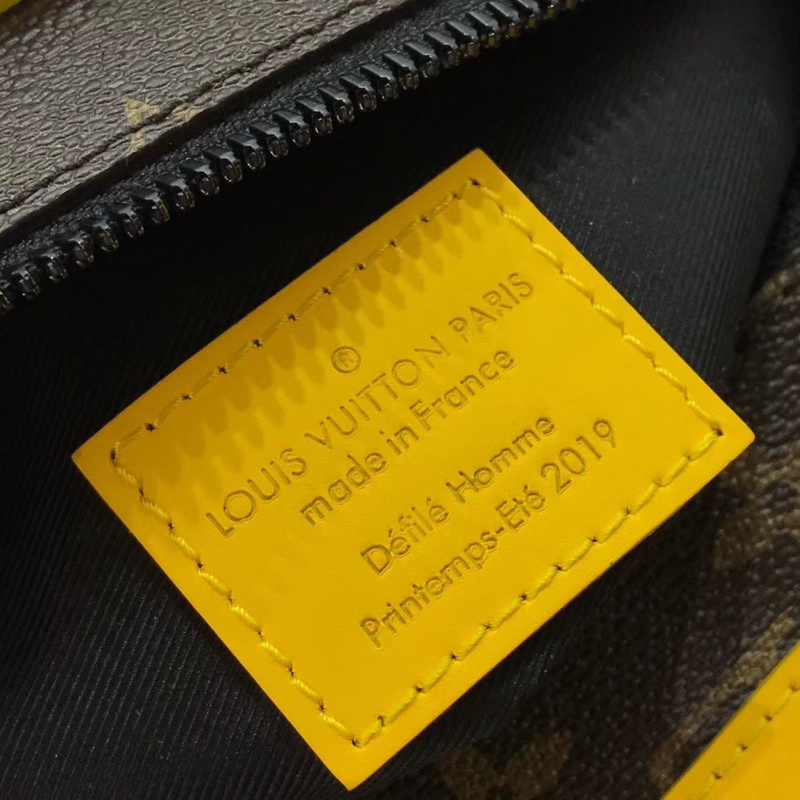 ®
LOUIS VUITTON PARIS
made in France
Défilé Homme
Printemps-Eté 2019